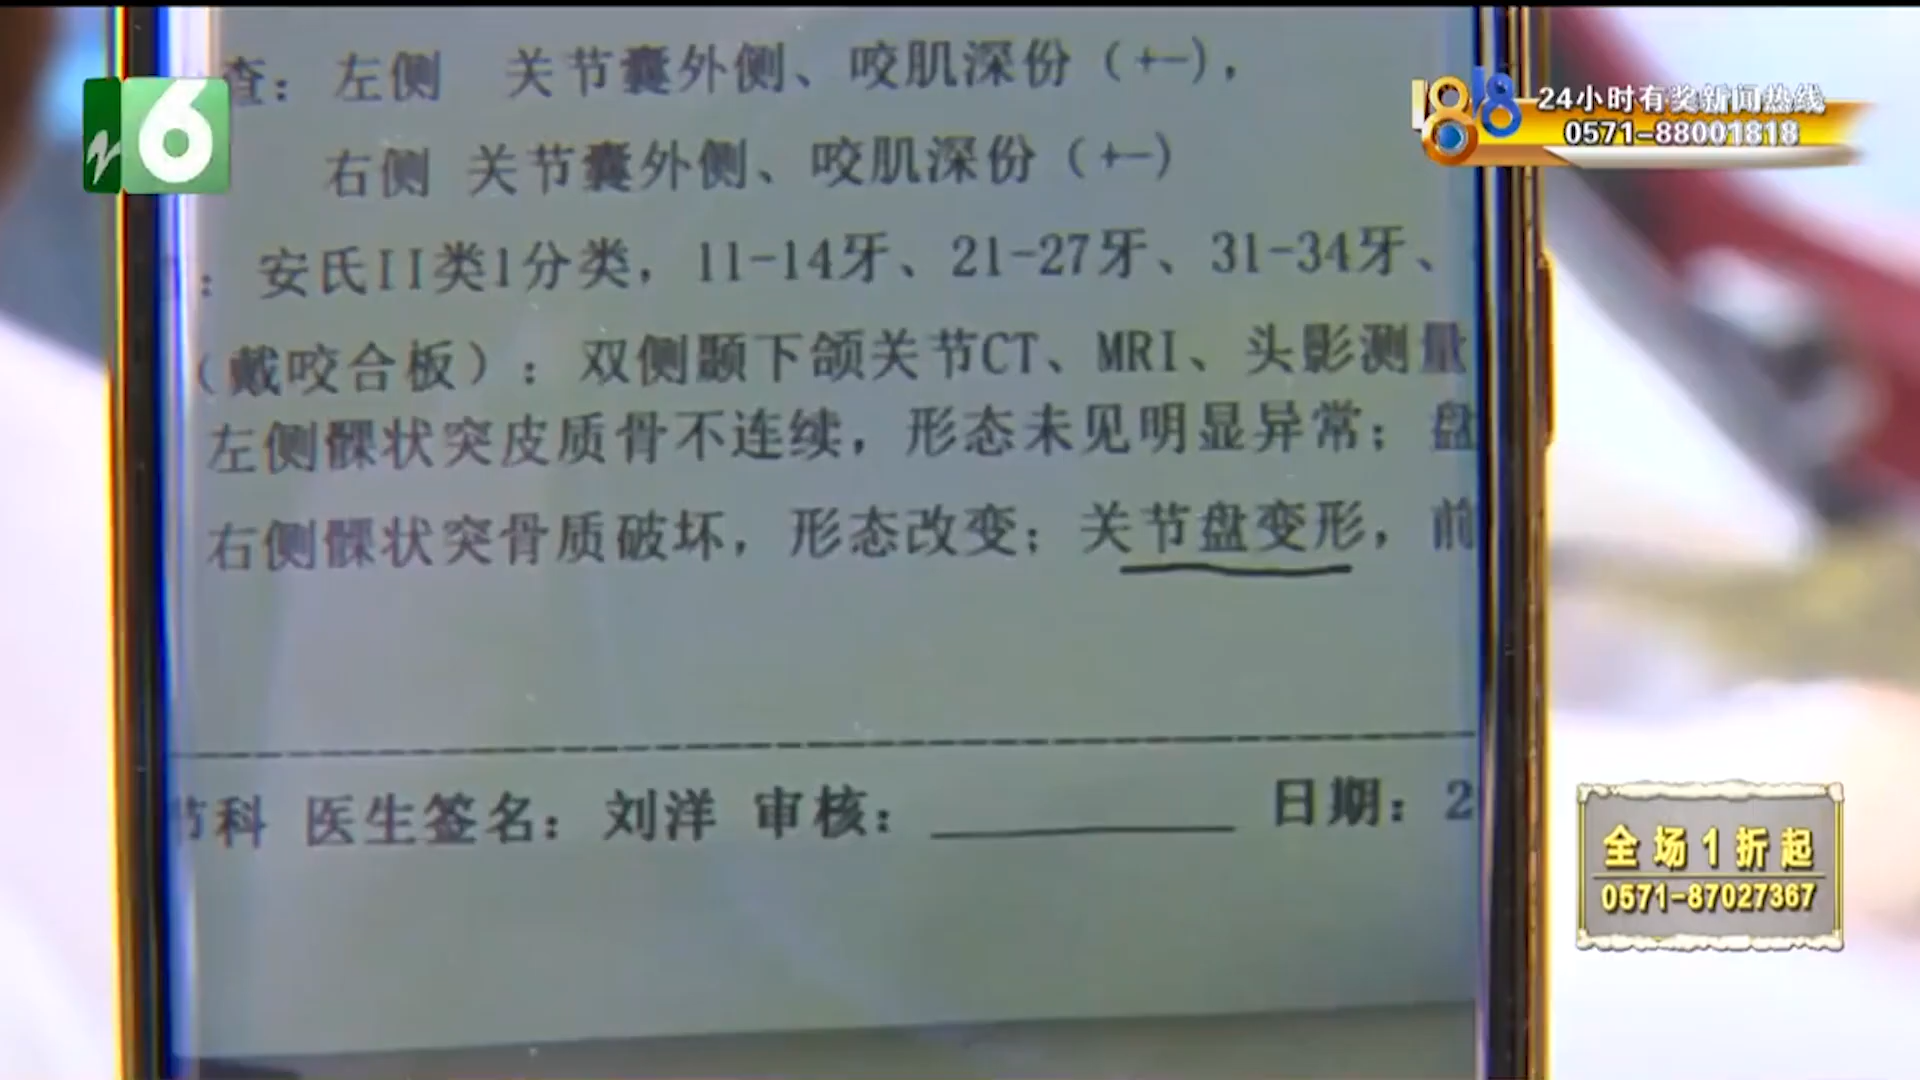 查：左侧 关节囊外侧、咬肌深份（+-），
右侧 关节囊外侧、咬肌深份（+-）
：安氏II类1分类，11-14牙、21-27牙、31-34牙、
（戴咬合板）：双侧颞下颌关节CT、MRI、头影测量
左侧髁状突皮质骨不连续，形态未见明显异常；盘
右侧髁状突骨质破坏，形态改变；关节盘变形，前
节科 医生签名：刘洋 审核： 日期：2
6
1818
24小时有奖新闻热线
0571-88001818
全场1折起
0571-87027367